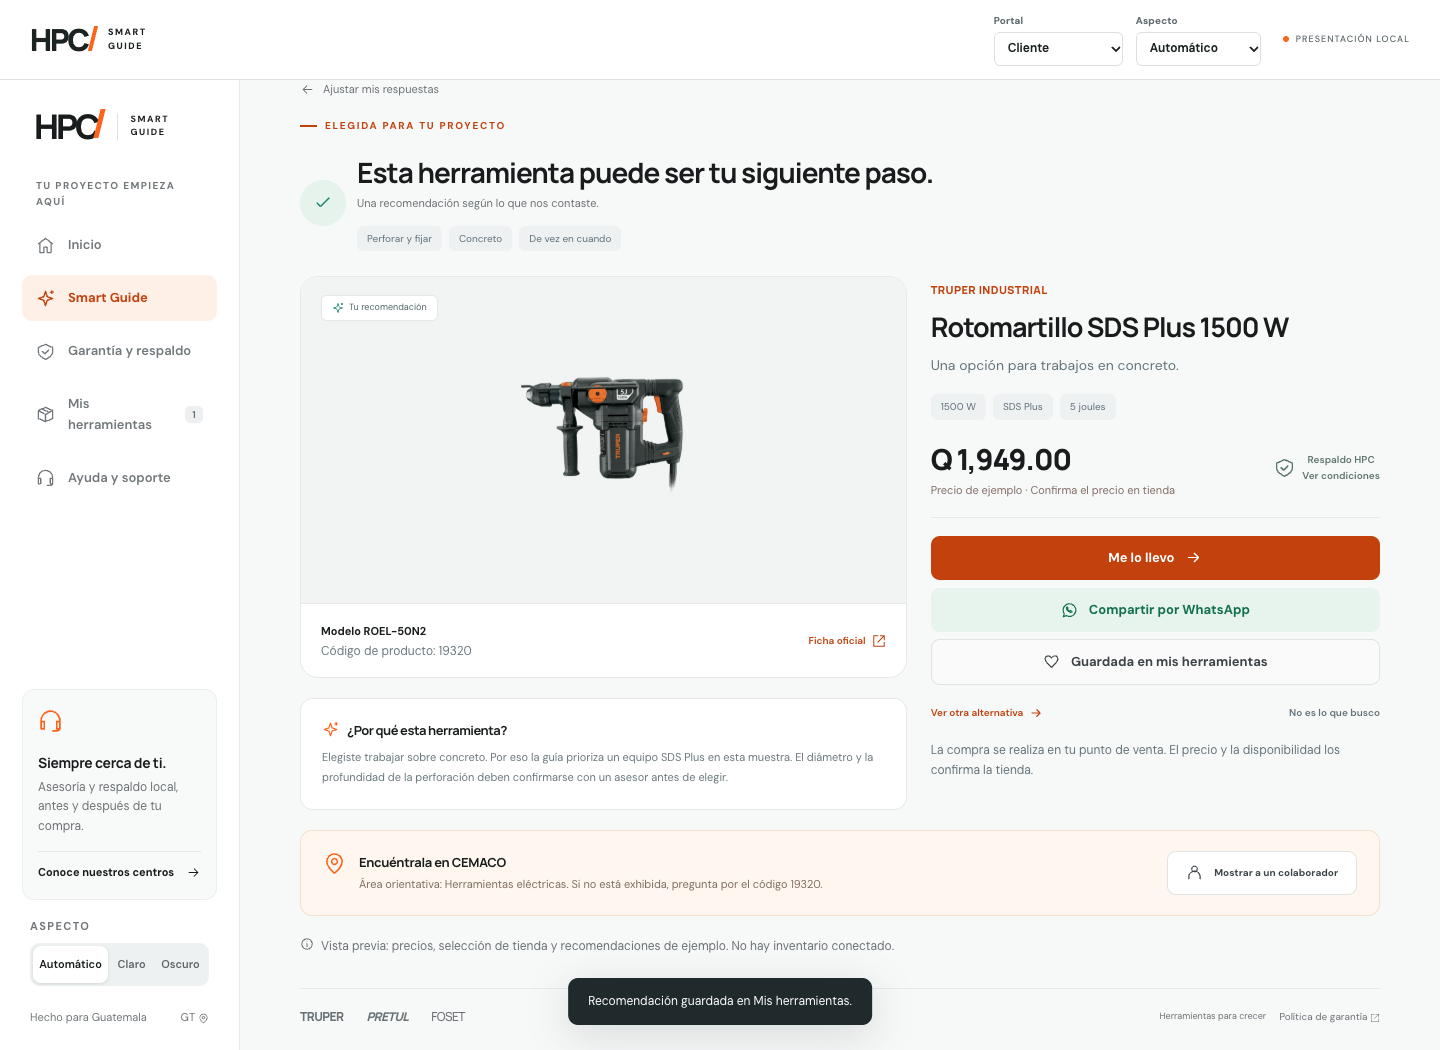 HPC/ SMART GUIDE
Portal
Cliente
Aspecto
Automático
PRESENTACIÓN LOCAL
HPC/ SMART GUIDE
TU PROYECTO EMPIEZA
AQUÍ
Inicio
Smart Guide
Garantía y respaldo
Mis
herramientas
1
Ayuda y soporte
Siempre cerca de ti.
Asesoría y respaldo local,
antes y después de tu
compra.
Conoce nuestros centros
ASPECTO
Automático Claro Oscuro
Hecho para Guatemala GT
Ajustar mis respuestas
ELEGIDA PARA TU PROYECTO
Esta herramienta puede ser tu siguiente paso.
Una recomendación según lo que nos contaste.
Perforar y fijar Concreto De vez en cuando
Tu recomendación
TRUPER
Modelo ROEL-50N2
Código de producto: 19320
Ficha oficial
¿Por qué esta herramienta?
Elegiste trabajar sobre concreto. Por eso la guía prioriza un equipo SDS Plus en esta muestra. El diámetro y la
profundidad de la perforación deben confirmarse con un asesor antes de elegir.
TRUPER INDUSTRIAL
Rotomartillo SDS Plus 1500 W
Una opción para trabajos en concreto.
1500 W SDS Plus 5 joules
Q 1,949.00
Precio de ejemplo · Confirma el precio en tienda
Respaldo HPC
Ver condiciones
Me lo llevo
Compartir por WhatsApp
Guardada en mis herramientas
Ver otra alternativa
No es lo que busco
La compra se realiza en tu punto de venta. El precio y la disponibilidad los
confirma la tienda.
Encuéntrala en CEMACO
Área orientativa: Herramientas eléctricas. Si no está exhibida, pregunta por el código 19320.
Mostrar a un colaborador
Vista previa: precios, selección de tienda y recomendaciones de ejemplo. No hay inventario conectado.
Recomendación guardada en Mis herramientas.
TRUPER PRETUL FOSET
Herramientas para crecer Política de garantía